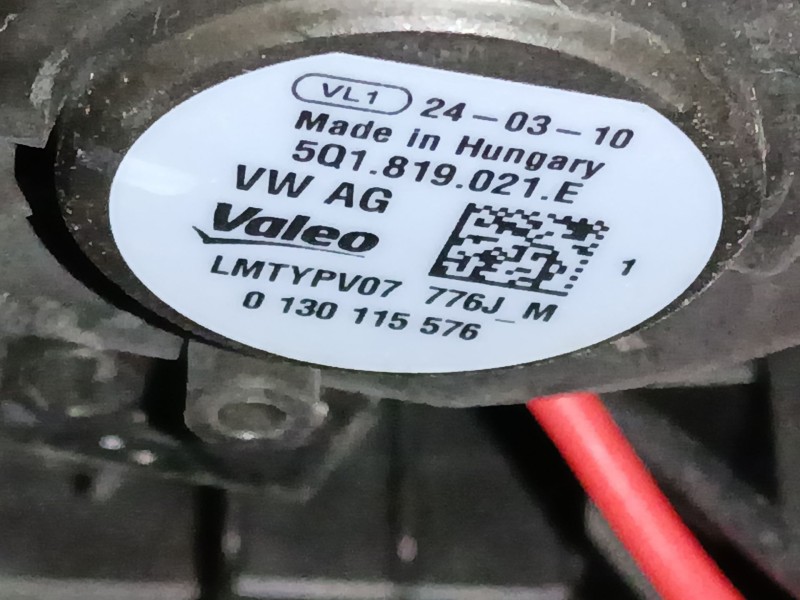 VL1 24-03-10
Made in Hungary
5Q1.819.021.E
VW AG
Valeo
1
LMTYPV07 776J_M
0 130 115 576